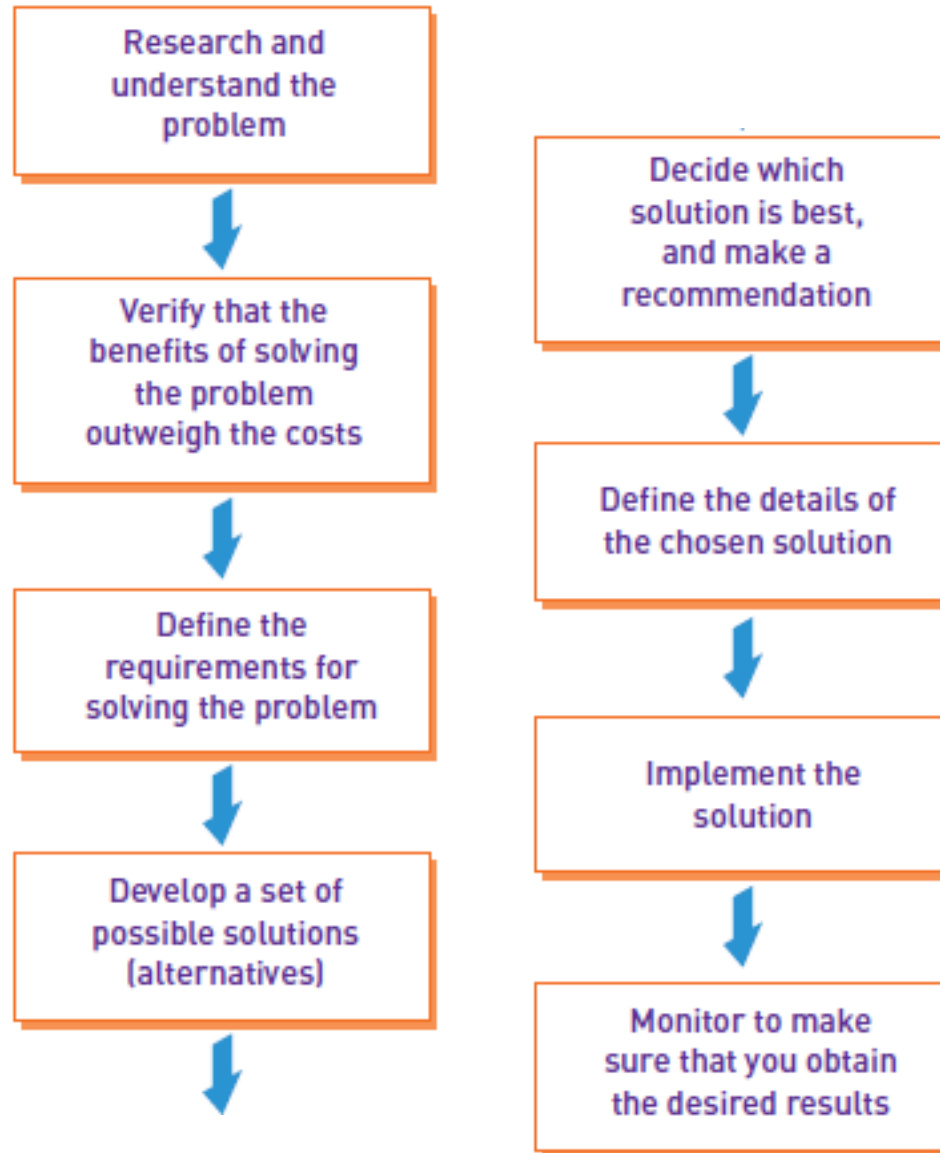 Research and
understand the
problem
Verify that the
benefits of solving
the problem
outweigh the costs
Define the
requirements for
solving the problem
Develop a set of
possible solutions
(alternatives)
Decide which
solution is best,
and make a
recommendation
Define the details of
the chosen solution
Implement the
solution
Monitor to make
sure that you obtain
the desired results